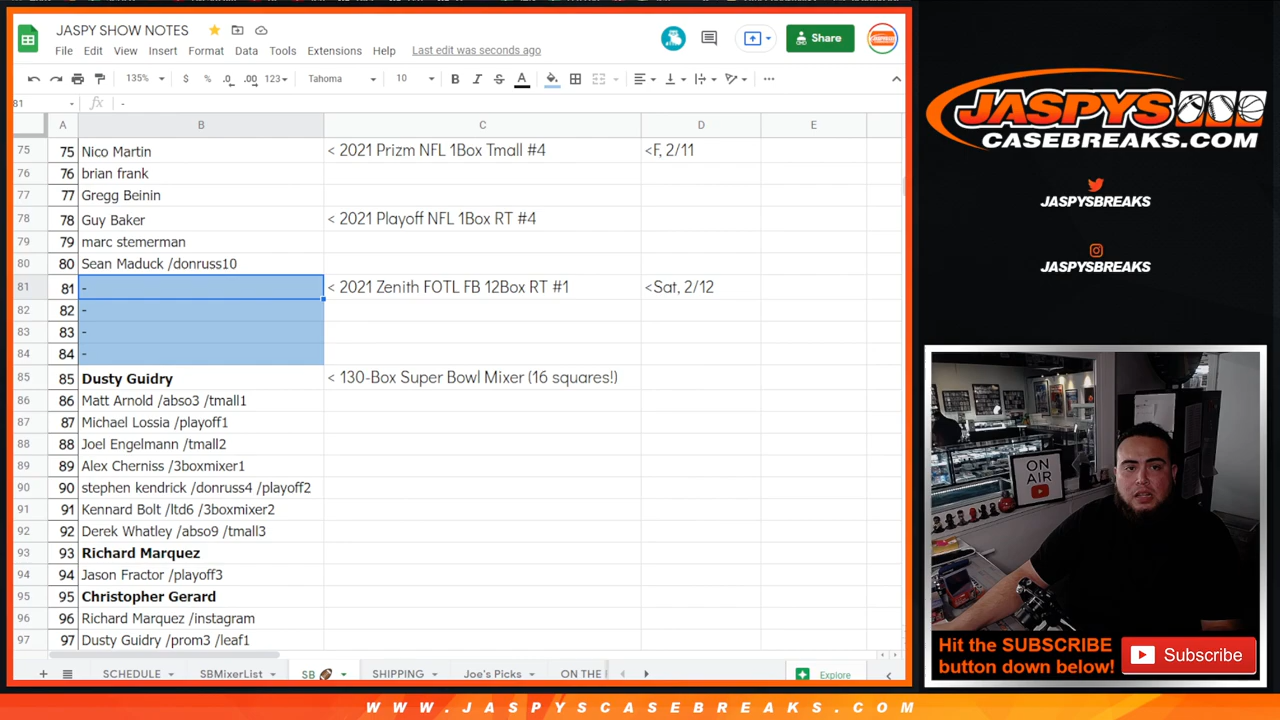 JASPY SHOW NOTES
File Edit View Insert Format Data Tools Extensions Help Last edit was seconds ago
Share
135% $ % .0 .00 123 Tahoma 10 B I S A
81 fx -
A B C D E
75 75 Nico Martin < 2021 Prizm NFL 1Box Tmall #4 <F, 2/11
76 76 brian frank
77 77 Gregg Beinin
78 78 Guy Baker < 2021 Playoff NFL 1Box RT #4
79 79 marc stemerman
80 80 Sean Maduck /donruss10
81 81 - < 2021 Zenith FOTL FB 12Box RT #1 <Sat, 2/12
82 82 -
83 83 -
84 84 -
85 85 Dusty Guidry < 130-Box Super Bowl Mixer (16 squares!)
86 86 Matt Arnold /abso3 /tmall1
87 87 Michael Lossia /playoff1
88 88 Joel Engelmann /tmall2
89 89 Alex Cherniss /3boxmixer1
90 90 stephen kendrick /donruss4 /playoff2
91 91 Kennard Bolt /ltd6 /3boxmixer2
92 92 Derek Whatley /abso9 /tmall3
93 93 Richard Marquez
94 94 Jason Fractor /playoff3
95 95 Christopher Gerard
96 96 Richard Marquez /instagram
97 97 Dusty Guidry /prom3 /leaf1
SCHEDULE SBMixerList SB SHIPPING Joe's Picks ON THE Explore
JASPYS
CASEBREAKS.COM
JASPYSBREAKS
JASPYSBREAKS
ON
AIR
Hit the SUBSCRIBE
button down below!
Subscribe
WWW.JASPYSCASEBREAKS.COM